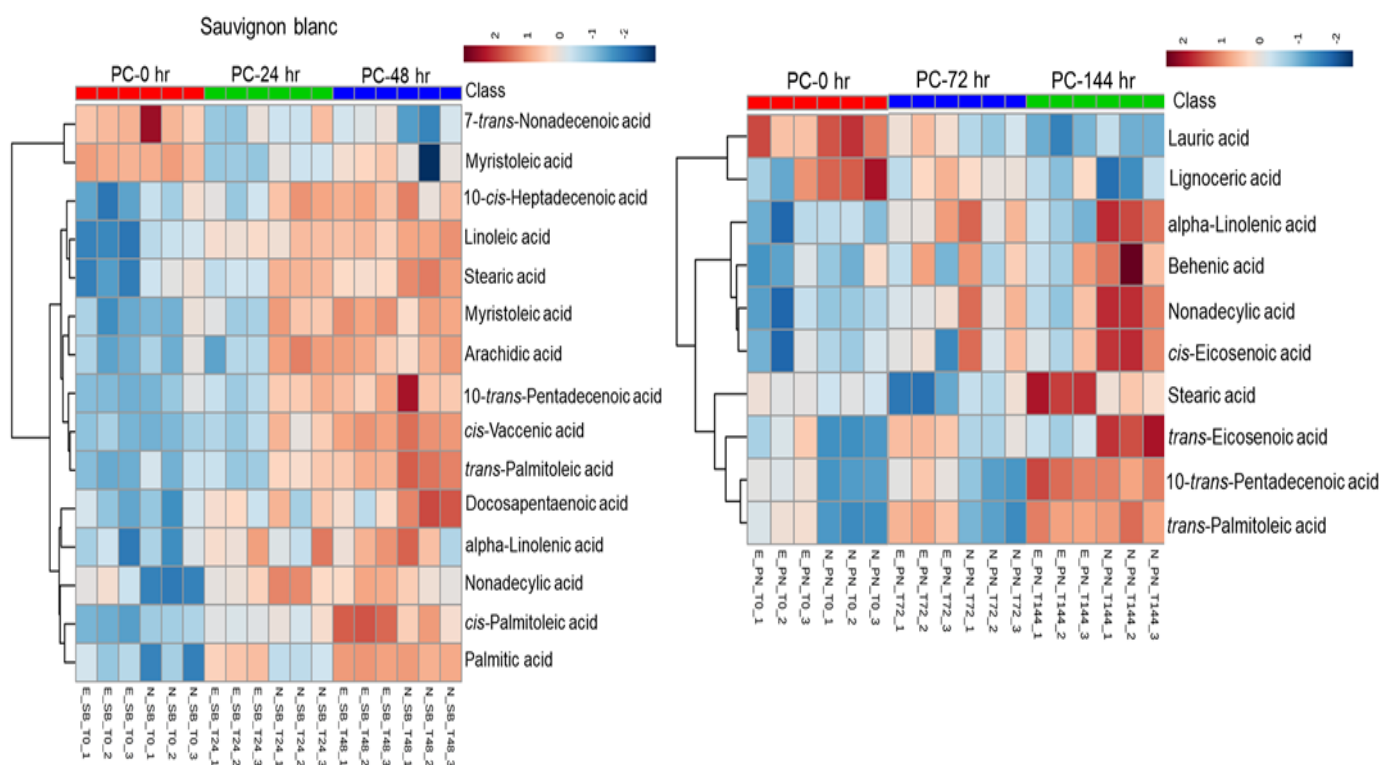 Sauvignon blanc
2 1 0 -1 -2
PC-0 hr PC-24 hr PC-48 hr
Class
7-trans-Nonadecenoic acid
Myristoleic acid
10-cis-Heptadecenoic acid
Linoleic acid
Stearic acid
Myristoleic acid
Arachidic acid
10-trans-Pentadecenoic acid
cis-Vaccenic acid
trans-Palmitoleic acid
Docosapentaenoic acid
alpha-Linolenic acid
Nonadecylic acid
cis-Palmitoleic acid
Palmitic acid
E_SB_T0_1
E_SB_T0_2
E_SB_T0_3
N_SB_T0_1
N_SB_T0_2
N_SB_T0_3
E_SB_T24_1
E_SB_T24_2
E_SB_T24_3
N_SB_T24_1
N_SB_T24_2
N_SB_T24_3
E_SB_T48_1
E_SB_T48_2
E_SB_T48_3
N_SB_T48_1
N_SB_T48_2
N_SB_T48_3
2 1 0 -1 -2
PC-0 hr PC-72 hr PC-144 hr
Class
Lauric acid
Lignoceric acid
alpha-Linolenic acid
Behenic acid
Nonadecylic acid
cis-Eicosenoic acid
Stearic acid
trans-Eicosenoic acid
10-trans-Pentadecenoic acid
trans-Palmitoleic acid
E_PN_T0_1
E_PN_T0_2
E_PN_T0_3
N_PN_T0_1
N_PN_T0_2
N_PN_T0_3
E_PN_T72_1
E_PN_T72_2
E_PN_T72_3
N_PN_T72_1
N_PN_T72_2
N_PN_T72_3
E_PN_T144_1
E_PN_T144_2
E_PN_T144_3
N_PN_T144_1
N_PN_T144_2
N_PN_T144_3